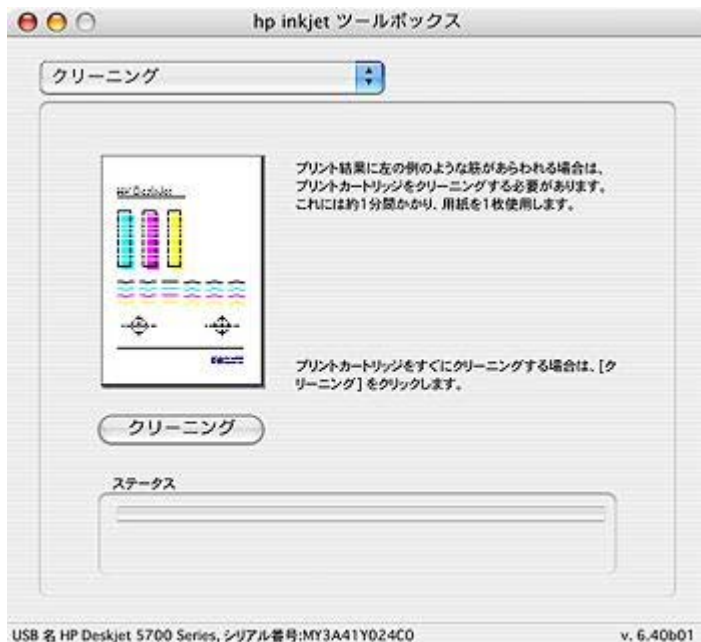 hp inkjet ツールボックス
クリーニング
プリント結果に左の例のような筋があらわれる場合は、
プリントカートリッジをクリーニングする必要があります。
これには約1分間かかり、用紙を1枚使用します。
プリントカートリッジをすぐにクリーニングする場合は、[ク
リーニング] をクリックします。
クリーニング
ステータス
USB 名 HP Deskjet 5700 Series, シリアル番号:MY3A41Y024C0
v. 6.40b01